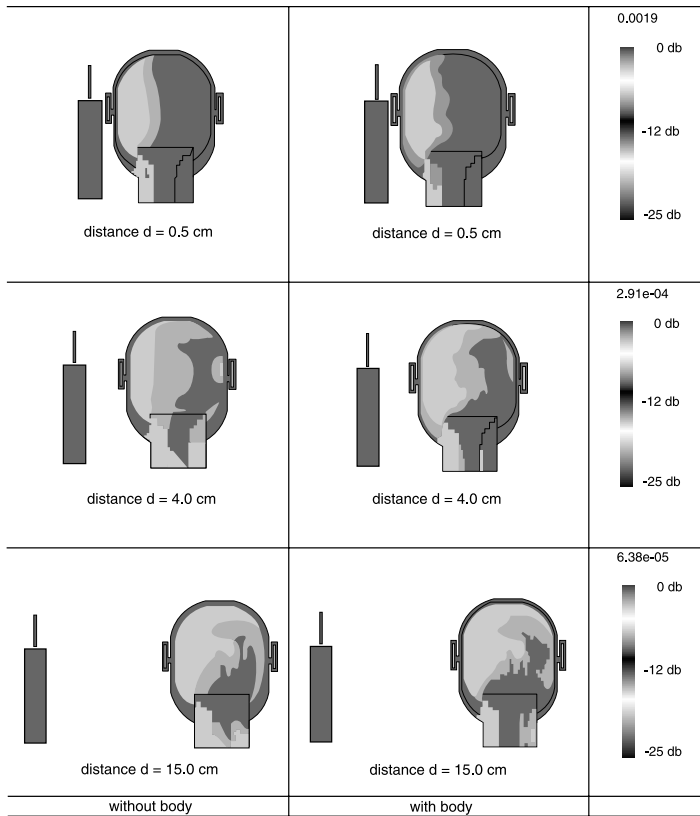 0.0019
0 db
-12 db
-25 db
distance d = 0.5 cm
distance d = 0.5 cm
2.91e-04
0 db
-12 db
-25 db
distance d = 4.0 cm
distance d = 4.0 cm
6.38e-05
0 db
-12 db
-25 db
distance d = 15.0 cm
distance d = 15.0 cm
without body
with body